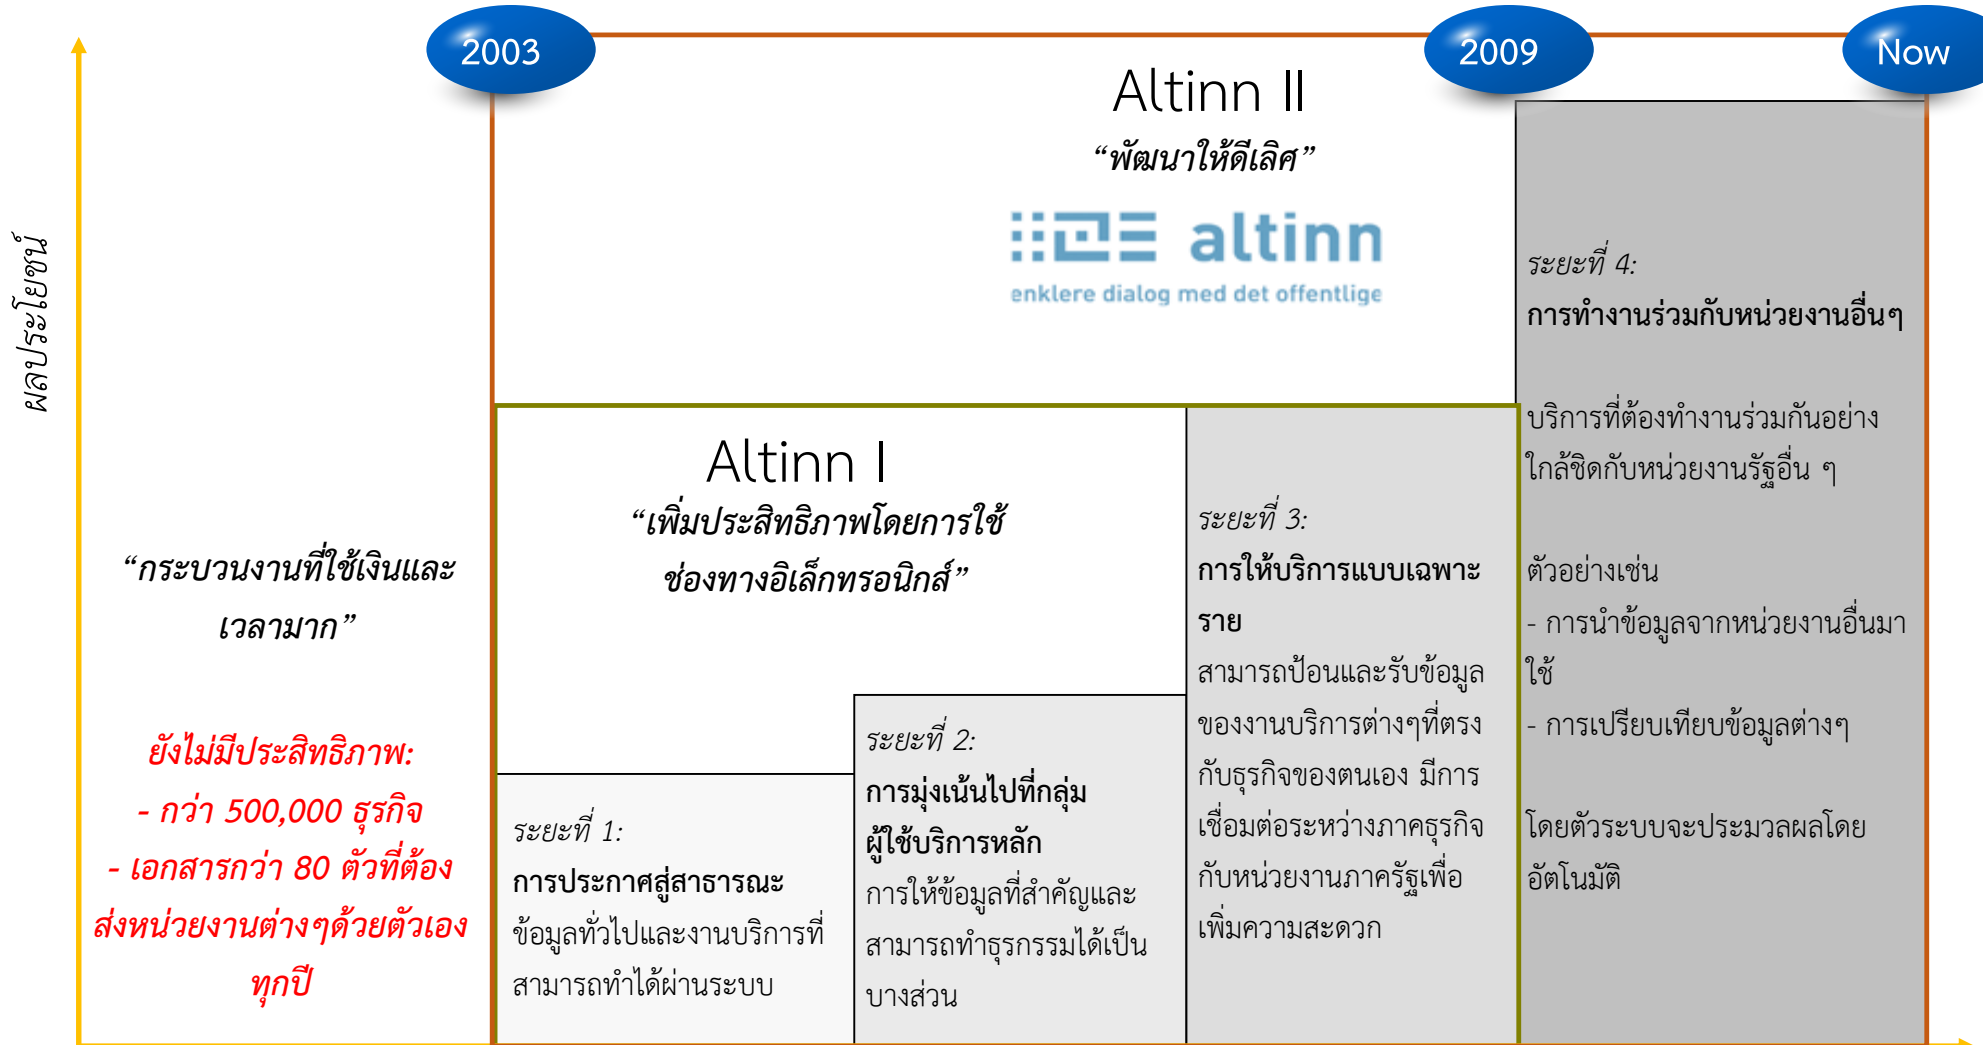 2003
2009
Now
ผลประโยชน์
Altinn II
“พัฒนาให้ดีเลิศ”
altinn
enklere dialog med det offentlige
Altinn I
“เพิ่มประสิทธิภาพโดยการใช้
ช่องทางอิเล็กทรอนิกส์”
“กระบวนงานที่ใช้เงินและ
เวลามาก”
ยังไม่มีประสิทธิภาพ:
- กว่า 500,000 ธุรกิจ
- เอกสารกว่า 80 ตัวที่ต้อง
ส่งหน่วยงานต่างๆด้วยตัวเอง
ทุกปี
ระยะที่ 1:
การประกาศสู่สาธารณะ
ข้อมูลทั่วไปและงานบริการที่
สามารถทำได้ผ่านระบบ
ระยะที่ 2:
การมุ่งเน้นไปที่กลุ่ม
ผู้ใช้บริการหลัก
การให้ข้อมูลที่สำคัญและ
สามารถทำธุรกรรมได้เป็น
บางส่วน
ระยะที่ 3:
การให้บริการแบบเฉพาะ
ราย
สามารถป้อนและรับข้อมูล
ของงานบริการต่างๆที่ตรง
กับธุรกิจของตนเอง มีการ
เชื่อมต่อระหว่างภาคธุรกิจ
กับหน่วยงานภาครัฐเพื่อ
เพิ่มความสะดวก
ระยะที่ 4:
การทำงานร่วมกับหน่วยงานอื่นๆ
บริการที่ต้องทำงานร่วมกันอย่าง
ใกล้ชิดกับหน่วยงานรัฐอื่น ๆ
ตัวอย่างเช่น
- การนำข้อมูลจากหน่วยงานอื่นมา
ใช้
- การเปรียบเทียบข้อมูลต่างๆ
โดยตัวระบบจะประมวลผลโดย
อัตโนมัติ